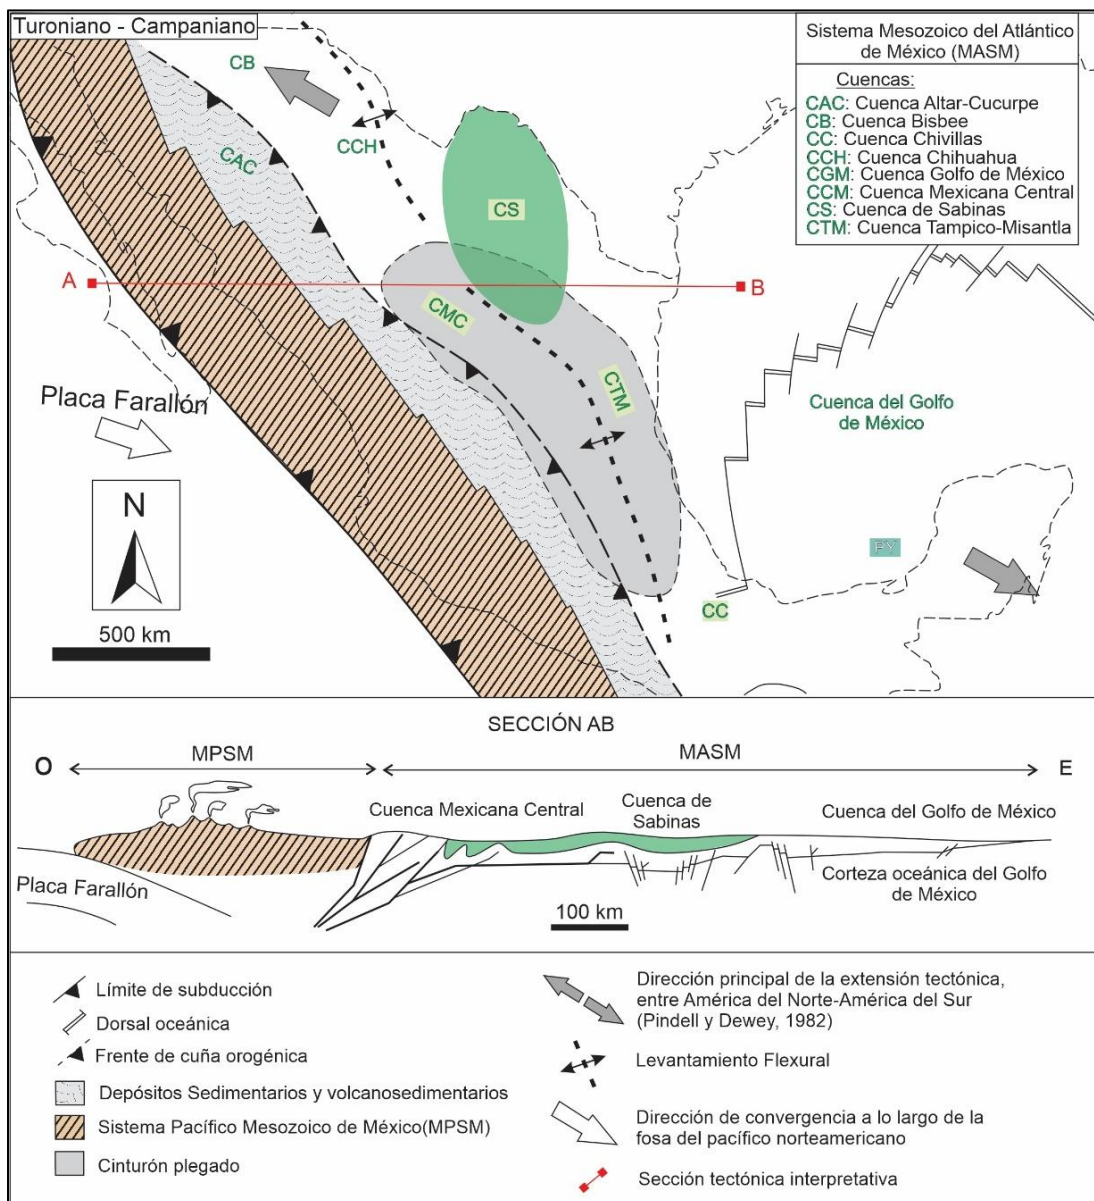 Turoniano - Campaniano
Sistema Mesozoico del Atlántico
de México (MASM)
Cuencas:
CAC: Cuenca Altar-Cucurpe
CB: Cuenca Bisbee
CC: Cuenca Chivillas
CCH: Cuenca Chihuahua
CGM: Cuenca Golfo de México
CCM: Cuenca Mexicana Central
CS: Cuenca de Sabinas
CTM: Cuenca Tampico-Misantla
CB
CCH
CAC
CS
A
B
CMC
CTM
Placa Farallón
Cuenca del Golfo
de México
N
PY
CC
500 km
SECCIÓN AB
MPSM
MASM
O
E
Cuenca Mexicana Central
Cuenca de
Sabinas
Cuenca del Golfo de México
Placa Farallón
Corteza oceánica del Golfo
de México
100 km
Límite de subducción
Dorsal oceánica
Frente de cuña orogénica
Depósitos Sedimentarios y volcanosedimentarios
Sistema Pacífico Mesozoico de México(MPSM)
Cinturón plegado
Dirección principal de la extensión tectónica,
entre América del Norte-América del Sur
(Pindell y Dewey, 1982)
Levantamiento Flexural
Dirección de convergencia a lo largo de la
fosa del pacífico norteamericano
Sección tectónica interpretativa